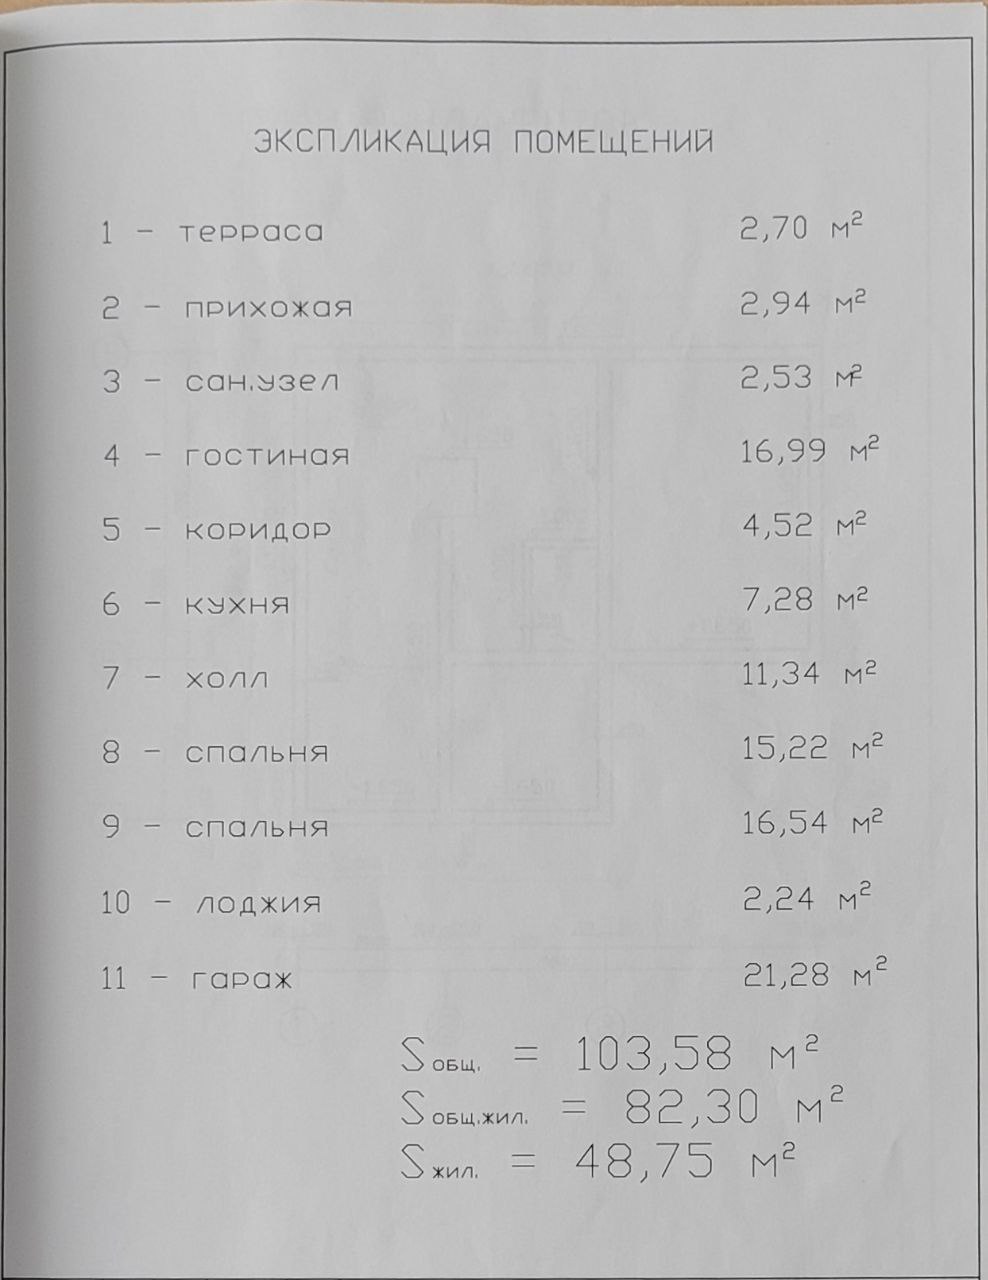 ЭКСПЛИКАЦИЯ ПОМЕЩЕНИЙ
1 - терраса 2,70 м²
2 - прихожая 2,94 м²
3 - сан.узел 2,53 м²
4 - гостиная 16,99 м²
5 - коридор 4,52 м²
6 - кухня 7,28 м²
7 - холл 11,34 м²
8 - спальня 15,22 м²
9 - спальня 16,54 м²
10 - лоджия 2,24 м²
11 - гараж 21,28 м²
S общ. = 103,58 м²
S общ.жил. = 82,30 м²
S жил. = 48,75 м²